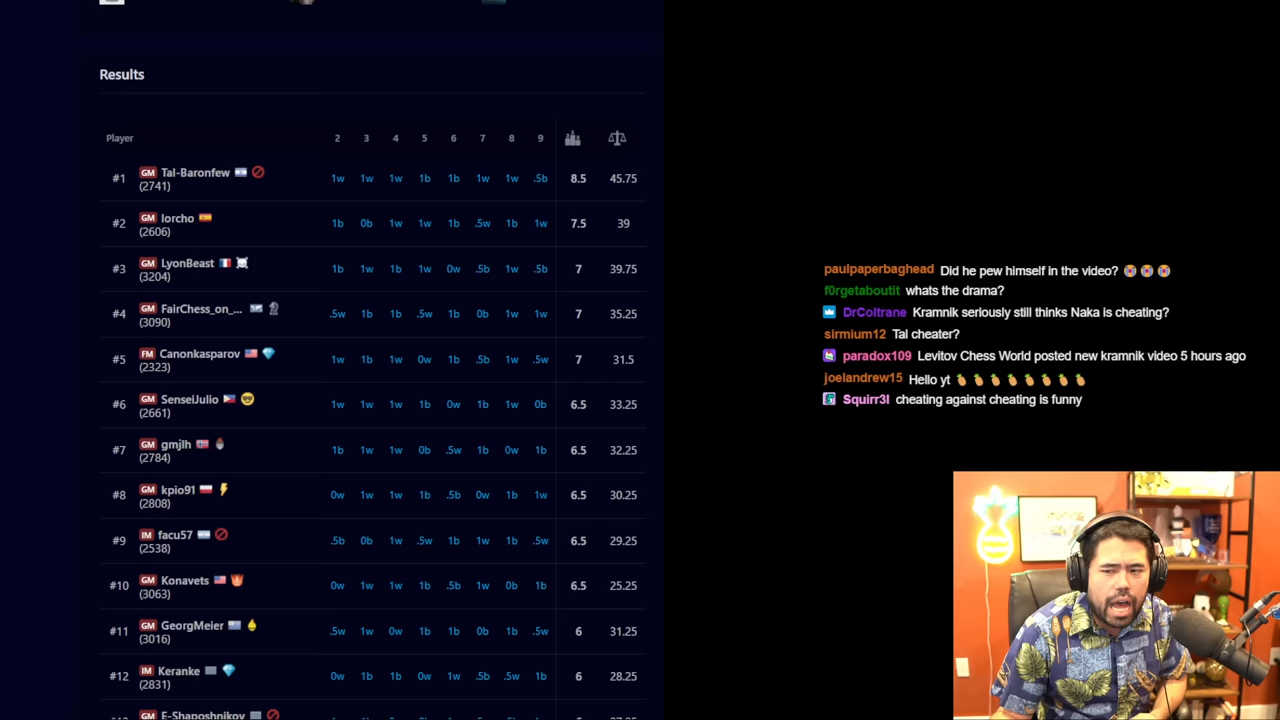 Results
Player 2 3 4 5 6 7 8 9
#1 GM Tal-Baronfew 1w 1w 1w 1b 1b 1w 1w .5b 8.5 45.75
(2741)
#2 GM lorcho 1b 0b 1w 1w 1b .5w 1b 1w 7.5 39
(2606)
#3 GM LyonBeast 1b 1w 1b 1w 0w .5b 1w .5b 7 39.75
(3204)
#4 GM FairChess_on_... .5w 1b 1b .5w 1b 0b 1w 1w 7 35.25
(3090)
#5 FM Canonkasparov 1w 1b 1w 0w 1b 1w 1b .5w 7 31.5
(2323)
#6 GM SenseiJulio 1w 1w 1w 1b 0w 1b 1w 0b 6.5 33.25
(2661)
#7 GM gmjlh 1b 1w 1w 0b .5w 1b 0w 1b 6.5 32.25
(2784)
#8 GM kpio91 0w 1w 1w 1b .5b 0w 1b 1w 6.5 30.25
(2808)
#9 IM facu57 .5b 0b 1w .5w 1b 1w 1b .5w 6.5 29.25
(2538)
#10 GM Konavets 0w 1w 1w 1b .5b 1w 0b 1b 6.5 25.25
(3063)
#11 GM GeorgMeier .5w 1w 0w 1b 1b 0b 1b .5w 6 31.25
(3016)
#12 IM Keranke 0w 1b 1b 0w 1w .5b .5w 1b 6 28.25
(2831)
GM E-Shaposhnikov
paulpaperbaghead Did he pew himself in the video?
f0rgetaboutit whats the drama?
DrColtrane Kramnik seriously still thinks Naka is cheating?
sirmium12 Tal cheater?
paradox109 Levitov Chess World posted new kramnik video 5 hours ago
joelandrew15 Hello yt 🍍🍍🍍🍍🍍🍍🍍🍍
Squirr3l cheating against cheating is funny